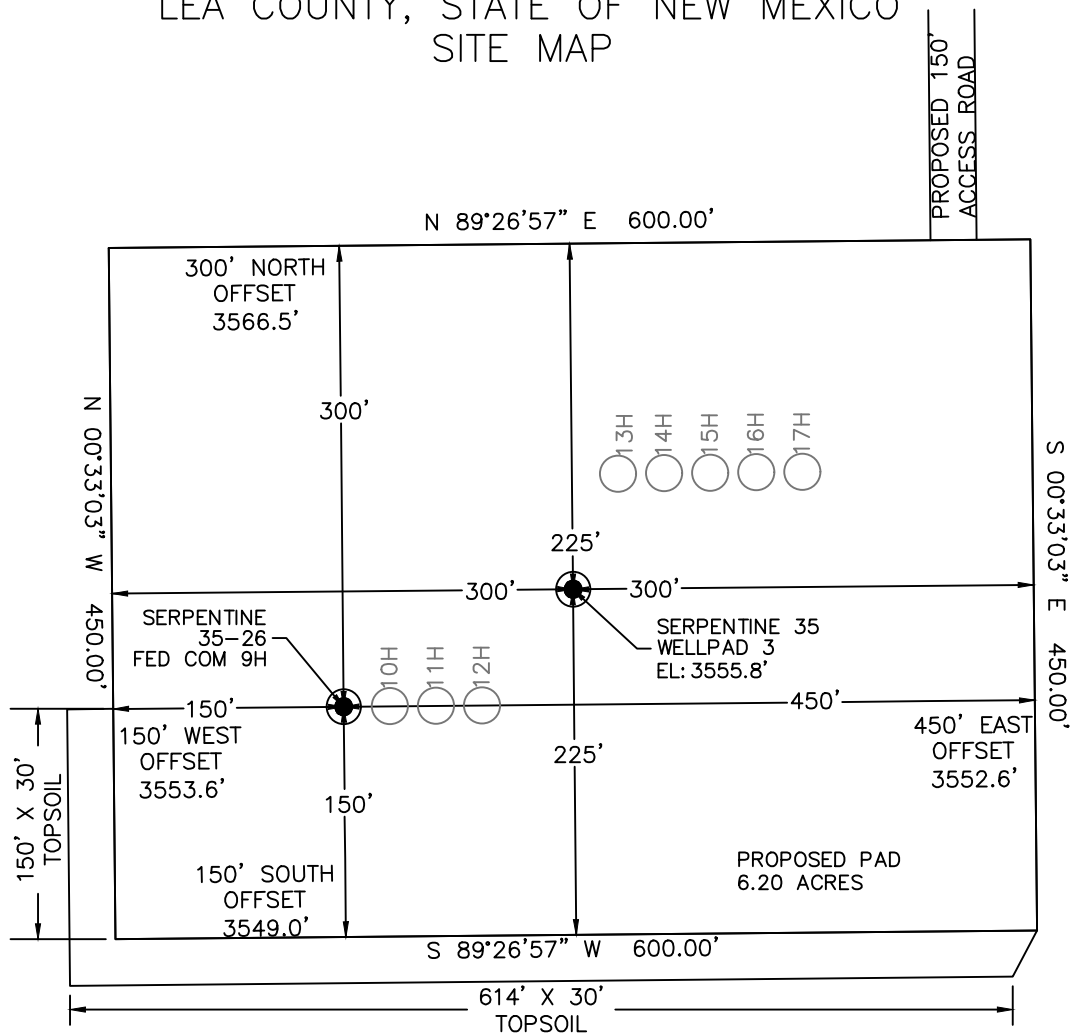 LEA COUNTY, STATE OF NEW MEXICO
SITE MAP
PROPOSED 150'
ACCESS ROAD
N 89°26'57" E 600.00'
300' NORTH
OFFSET
3566.5'
300'
N 00°33'03" W 450.00'
13H
14H
15H
16H
17H
S 00°33'03" E 450.00'
225'
300'
300'
SERPENTINE
35-26
FED COM 9H
SERPENTINE 35
WELLPAD 3
EL: 3555.8'
10H
11H
12H
150'
450'
150' WEST
OFFSET
3553.6'
225'
450' EAST
OFFSET
3552.6'
150' X 30'
TOPSOIL
150'
150' SOUTH
OFFSET
3549.0'
PROPOSED PAD
6.20 ACRES
S 89°26'57" W 600.00'
614' X 30'
TOPSOIL